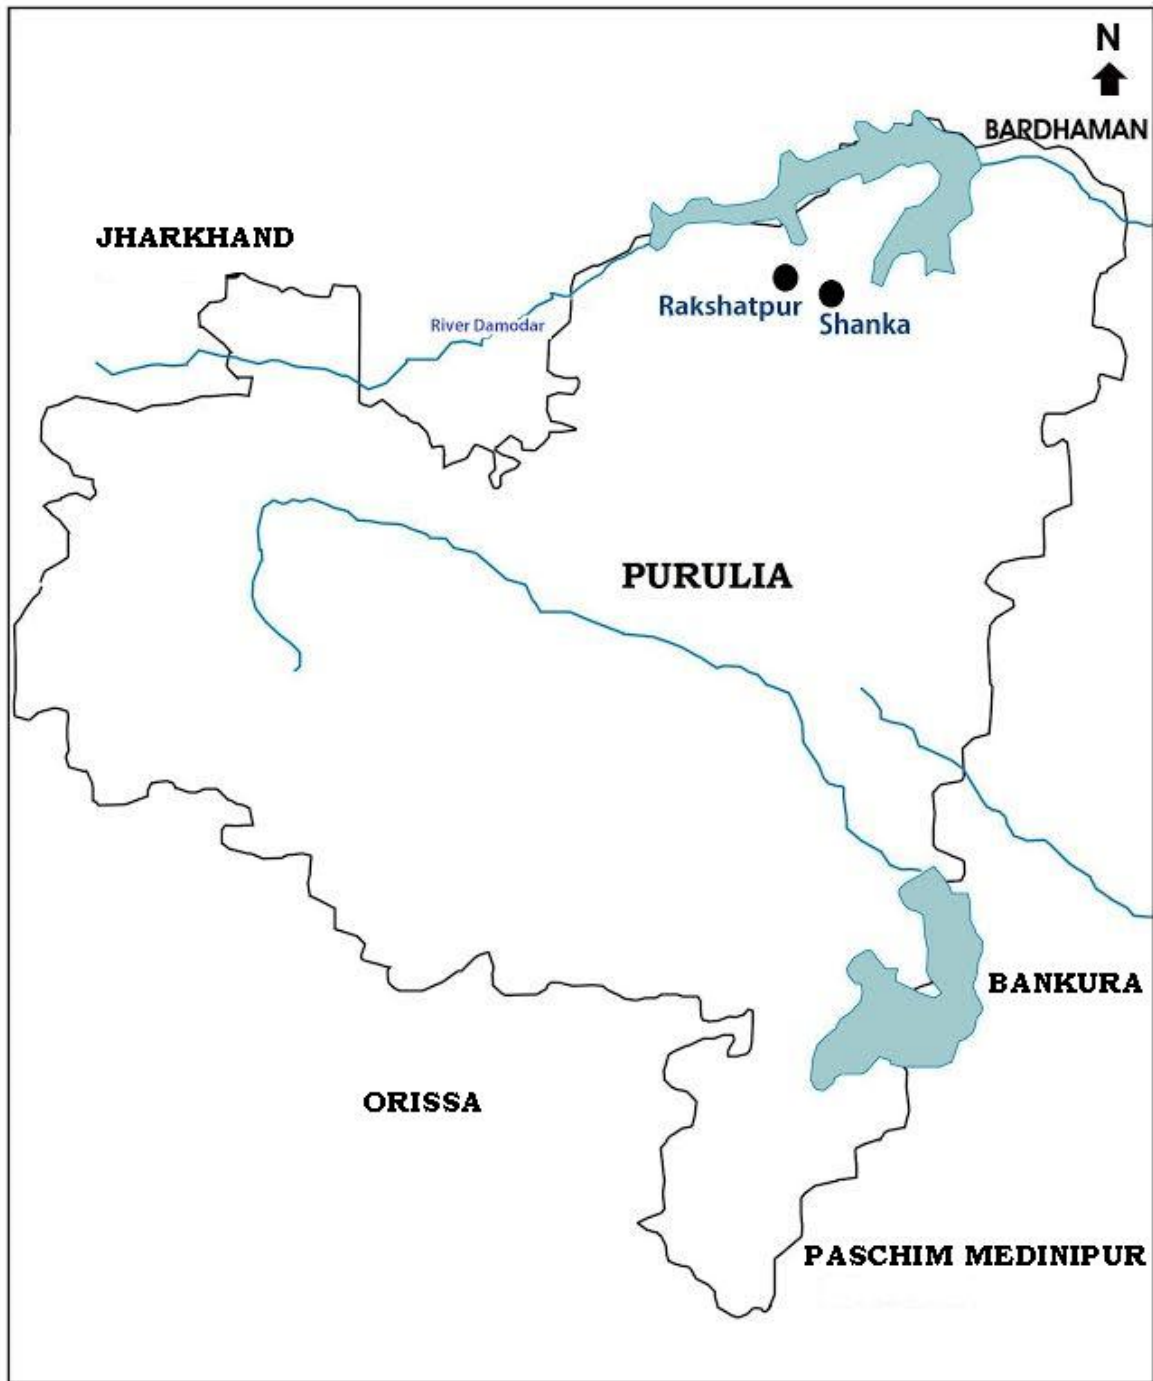 N
BARDHAMAN
JHARKHAND
Rakshatpur
Shanka
River Damodar
PURULIA
BANKURA
ORISSA
PASCHIM MEDINIPUR